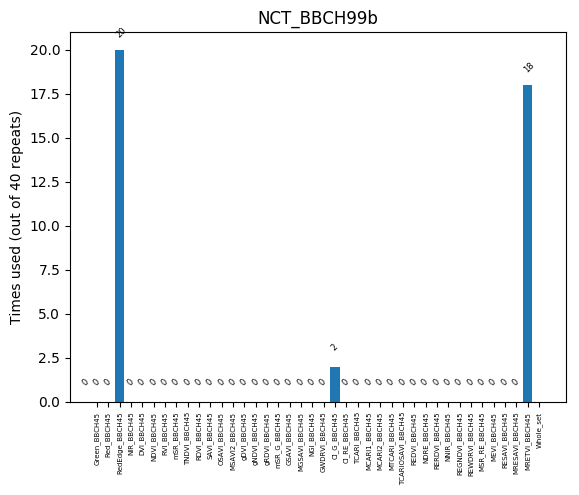 NCT_BBCH99b
Times used (out of 40 repeats)
20.0
17.5
15.0
12.5
10.0
7.5
5.0
2.5
0.0
0 0 0 20 0 0 0 0 0 0 0 0 0 0 0 0 0 0 0 0 0 0 2 0 0 0 0 0 0 0 0 0 0 0 0 0 0 0 0 18
Green_BBCH45
Red_BBCH45
RedEdge_BBCH45
NIR_BBCH45
DVI_BBCH45
NDVI_BBCH45
RVI_BBCH45
mSR_BBCH45
TNDVI_BBCH45
RDVI_BBCH45
SAVI_BBCH45
OSAVI_BBCH45
MSAVI2_BBCH45
gDVI_BBCH45
gNDVI_BBCH45
gRDVI_BBCH45
mSR_G_BBCH45
GSAVI_BBCH45
MGSAVI_BBCH45
NGI_BBCH45
GWDRVI_BBCH45
CI_G_BBCH45
CI_RE_BBCH45
TCARI_BBCH45
MCARI1_BBCH45
MCARI2_BBCH45
MTCARI_BBCH45
TCARIOSAVI_BBCH45
REDVI_BBCH45
NDRE_BBCH45
RERDVI_BBCH45
NNIR_BBCH45
REGNDVI_BBCH45
REWDRVI_BBCH45
MSR_RE_BBCH45
MEVI_BBCH45
RESAVI_BBCH45
MRESAVI_BBCH45
MRETVI_BBCH45
Whole_set